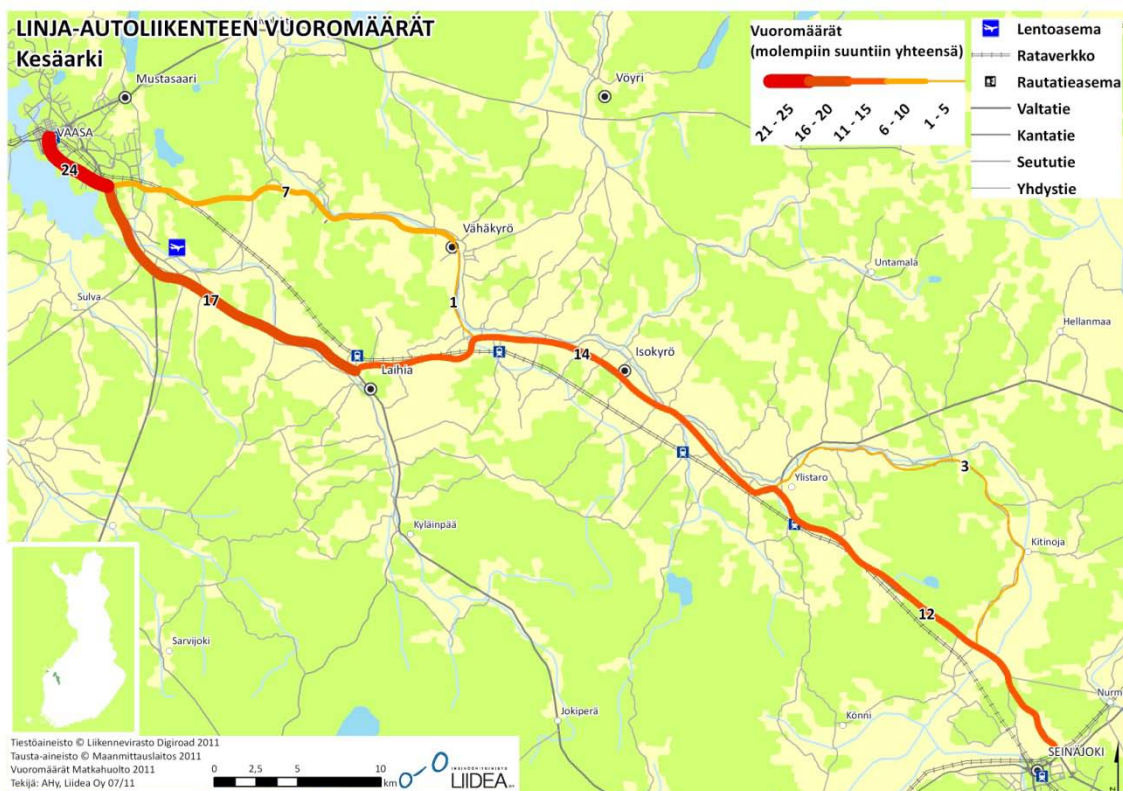 LINJA-AUTOLIIKENTEEN VUOROMÄÄRÄT
Kesäarki
Vuoromäärät
(molempiin suuntiin yhteensä)
21 - 25
16 - 20
11 - 15
6 - 10
1 - 5
Lentoasema
Rataverkko
Rautatieasema
Valtatie
Kantatie
Seututie
Yhdystie
Mustasaari
Vöyri
VAASA
24
7
Vähäkyrö
Untamala
17
1
Sulva
Hellanmaa
14
Isokyrö
Laihia
3
Ylistaro
Kyläinpää
Kitinoja
12
Sarvijoki
Jokiperä
Könni
Nurm
SEINÄJOKI
Tiestöaineisto © Liikennevirasto Digiroad 2011
Tausta-aineisto © Maanmittauslaitos 2011
Vuoromäärät Matkahuolto 2011
Tekijä: AHy, Liidea Oy 07/11
0 2,5 5 10
km
INSINÖÖRITOIMISTO
LIIDEA OY
N